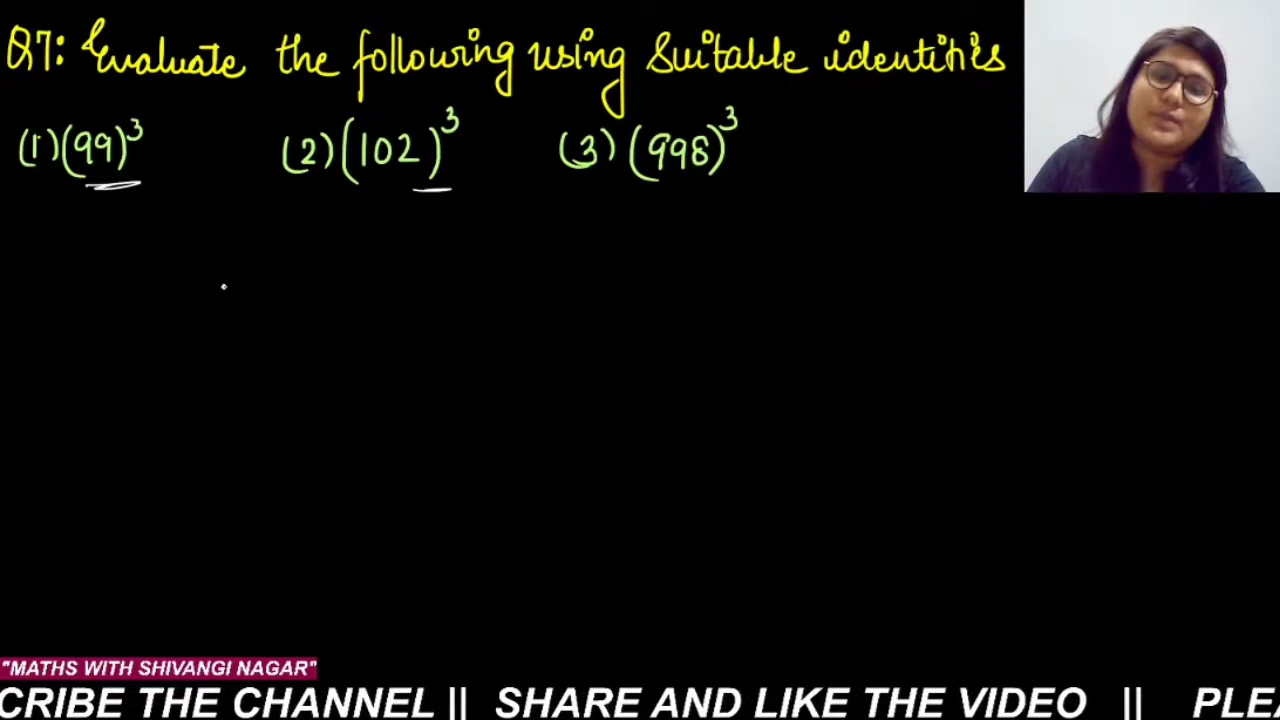 Q7: Evaluate the following using suitable identities
(1) (99)³ (2) (102)³ (3) (998)³
"MATHS WITH SHIVANGI NAGAR"
CRIBE THE CHANNEL || SHARE AND LIKE THE VIDEO || PLE